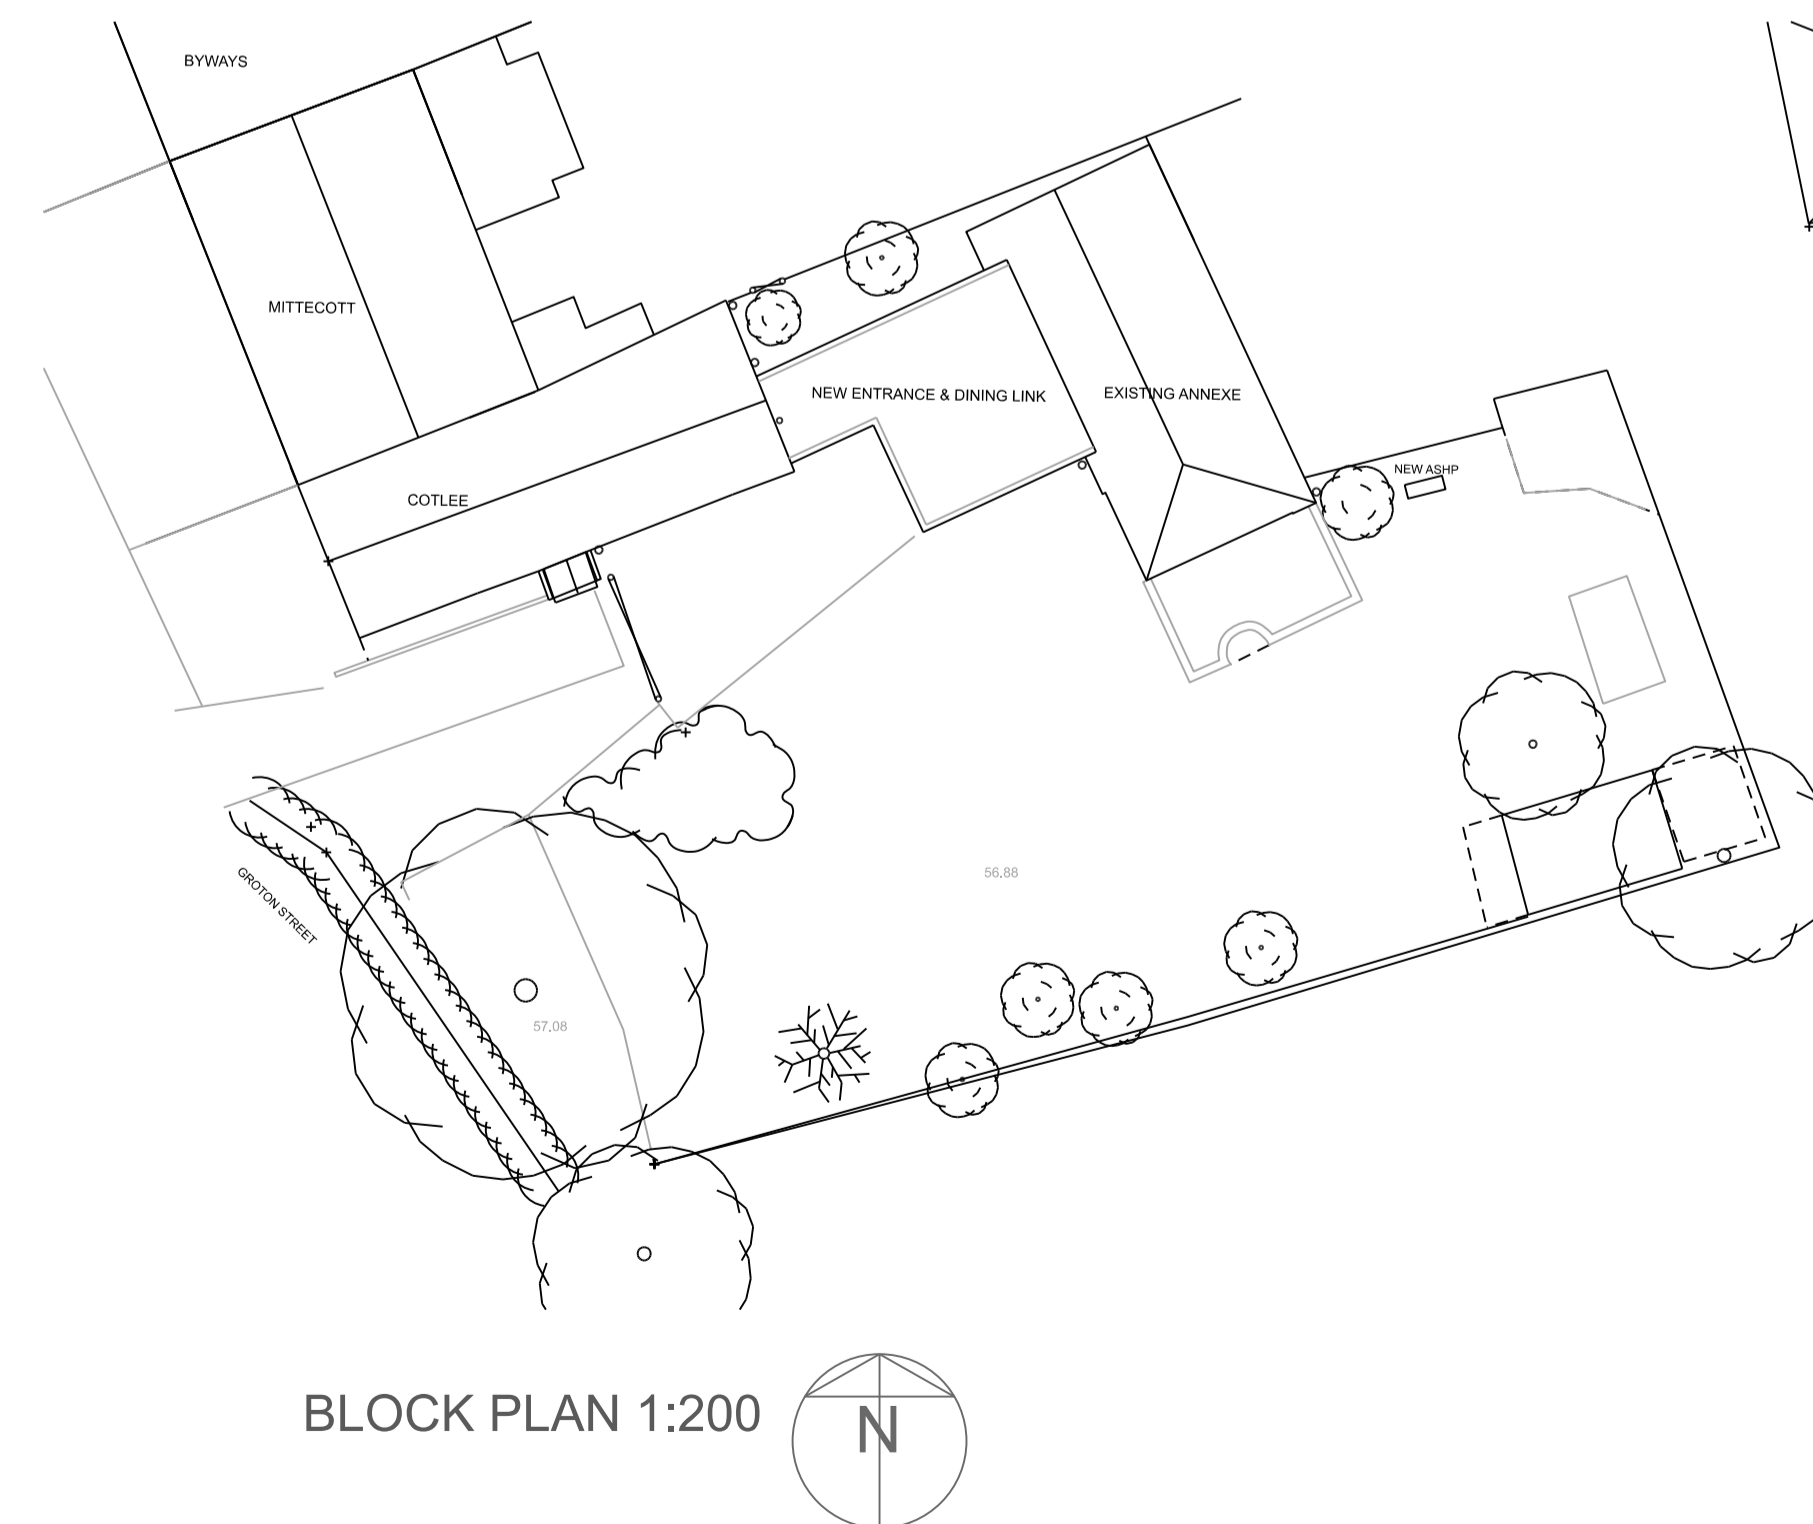 BYWAYS
MITTECOTT
NEW ENTRANCE & DINING LINK
EXISTING ANNEXE
NEW ASHP
COTLEE
56.88
GROTON STREET
57.08
BLOCK PLAN 1:200
N